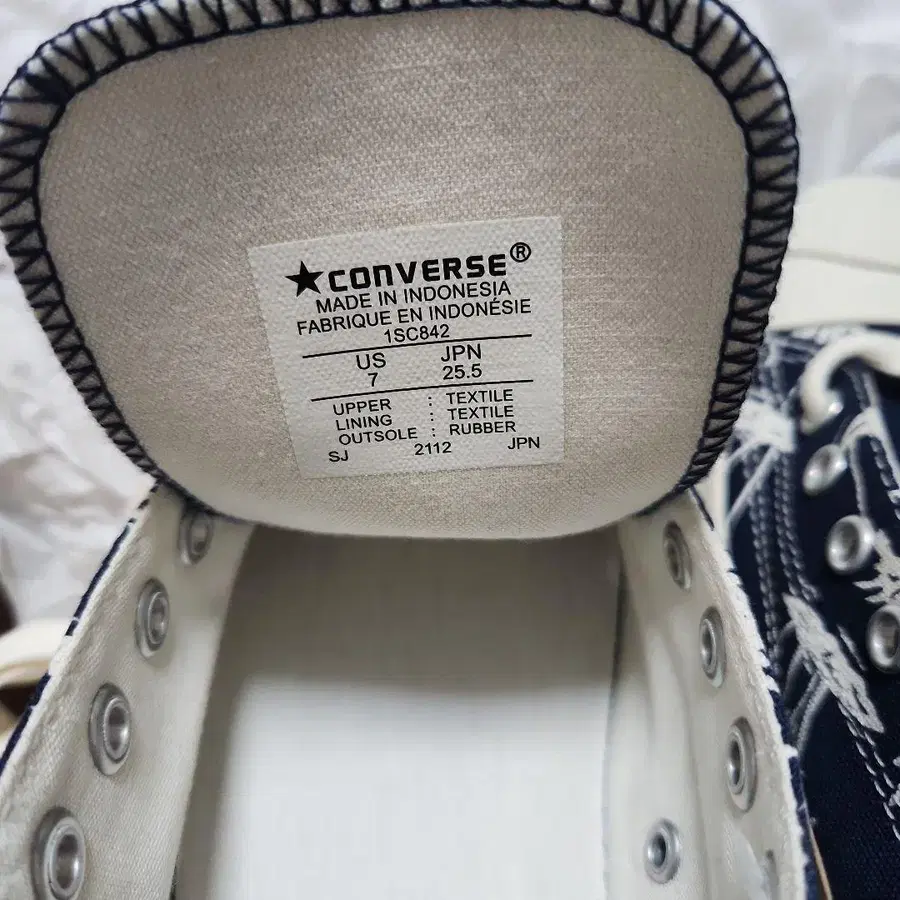 ★CONVERSE®
MADE IN INDONESIA
FABRIQUE EN INDONÉSIE
1SC842
US JPN
7 25.5
UPPER : TEXTILE
LINING : TEXTILE
OUTSOLE : RUBBER
SJ 2112 JPN